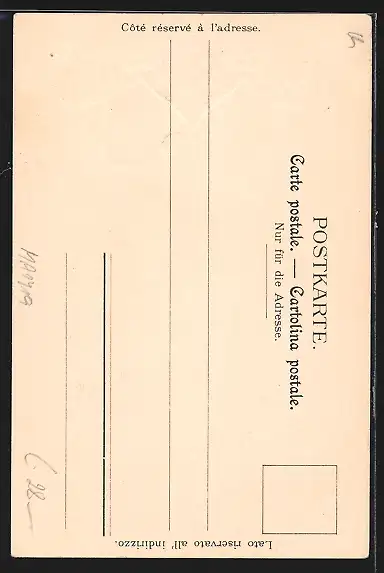 Côté réservé à l'adresse.
POSTKARTE.
Carte postale. — Cartolina postale.
Nur für die Adresse.
Lato riservato all' indirizzo.